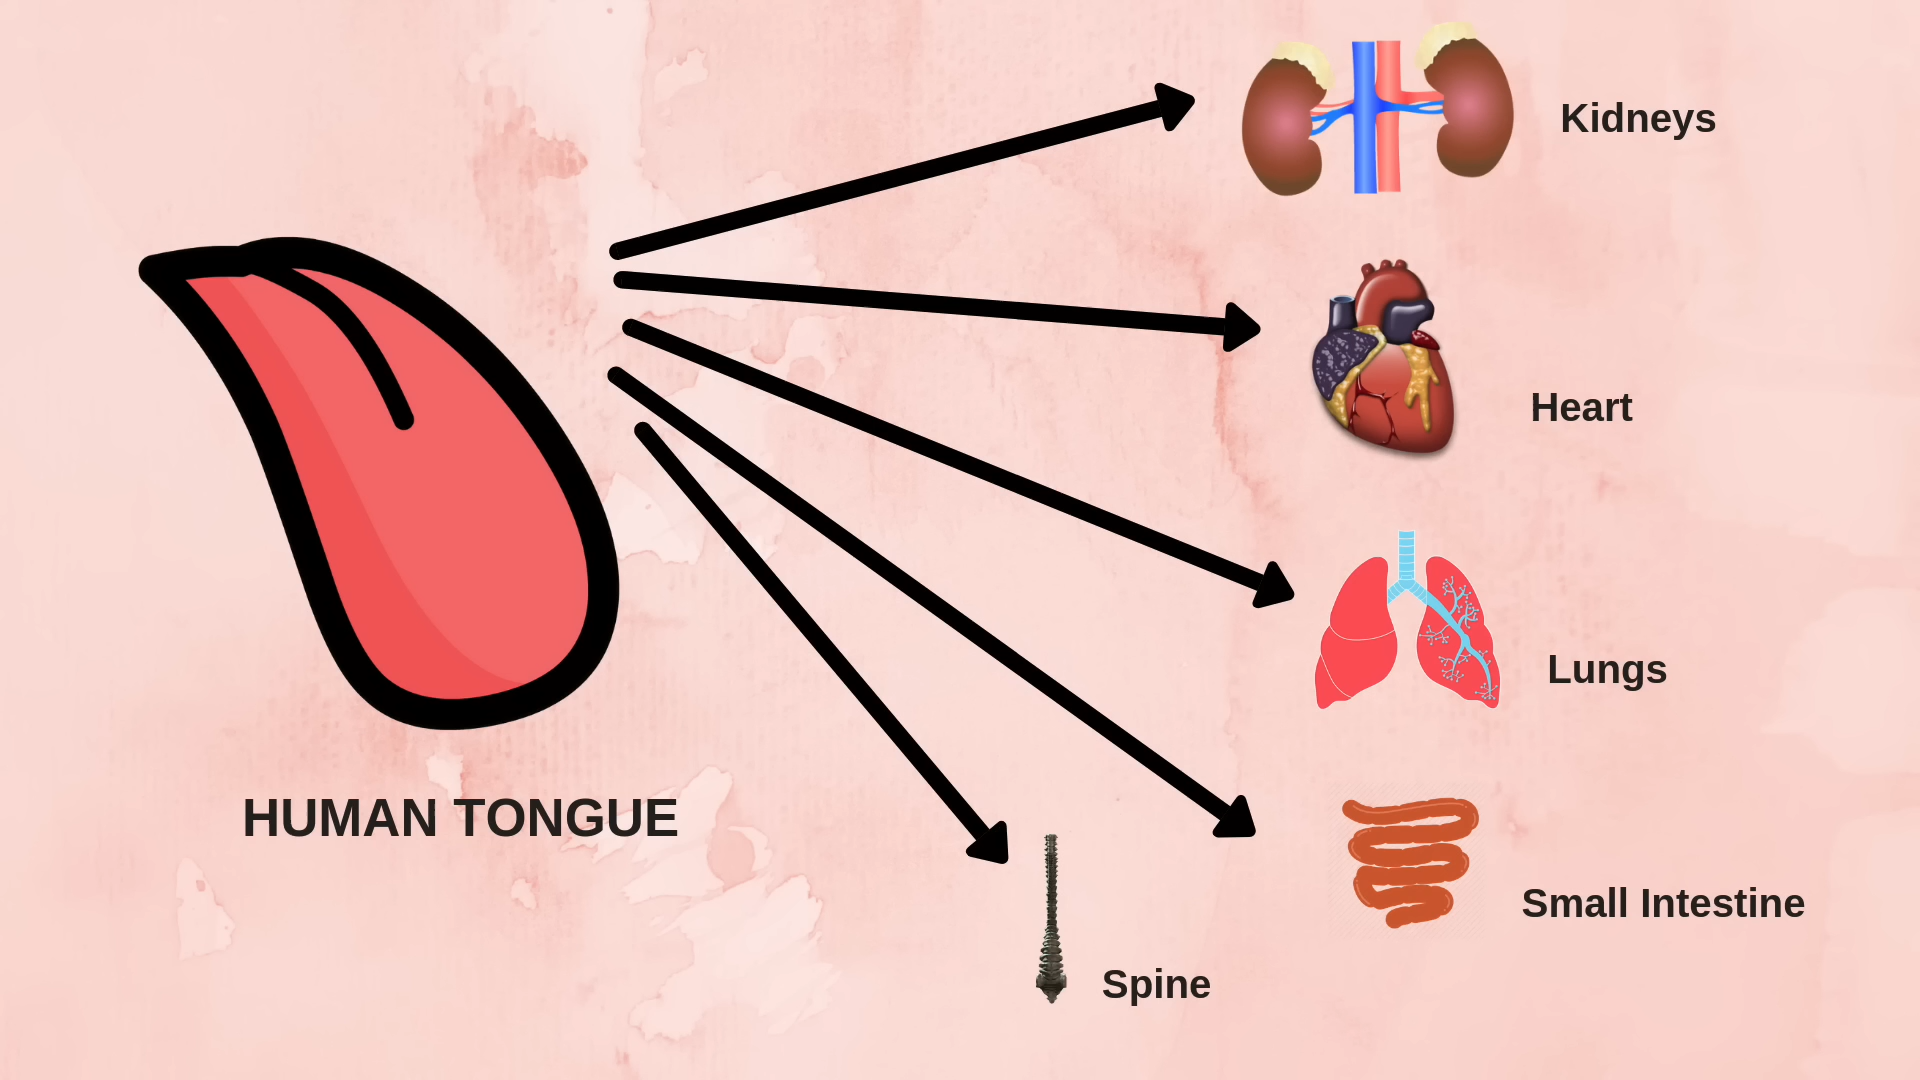 Kidneys
Heart
Lungs
HUMAN TONGUE
Small Intestine
Spine